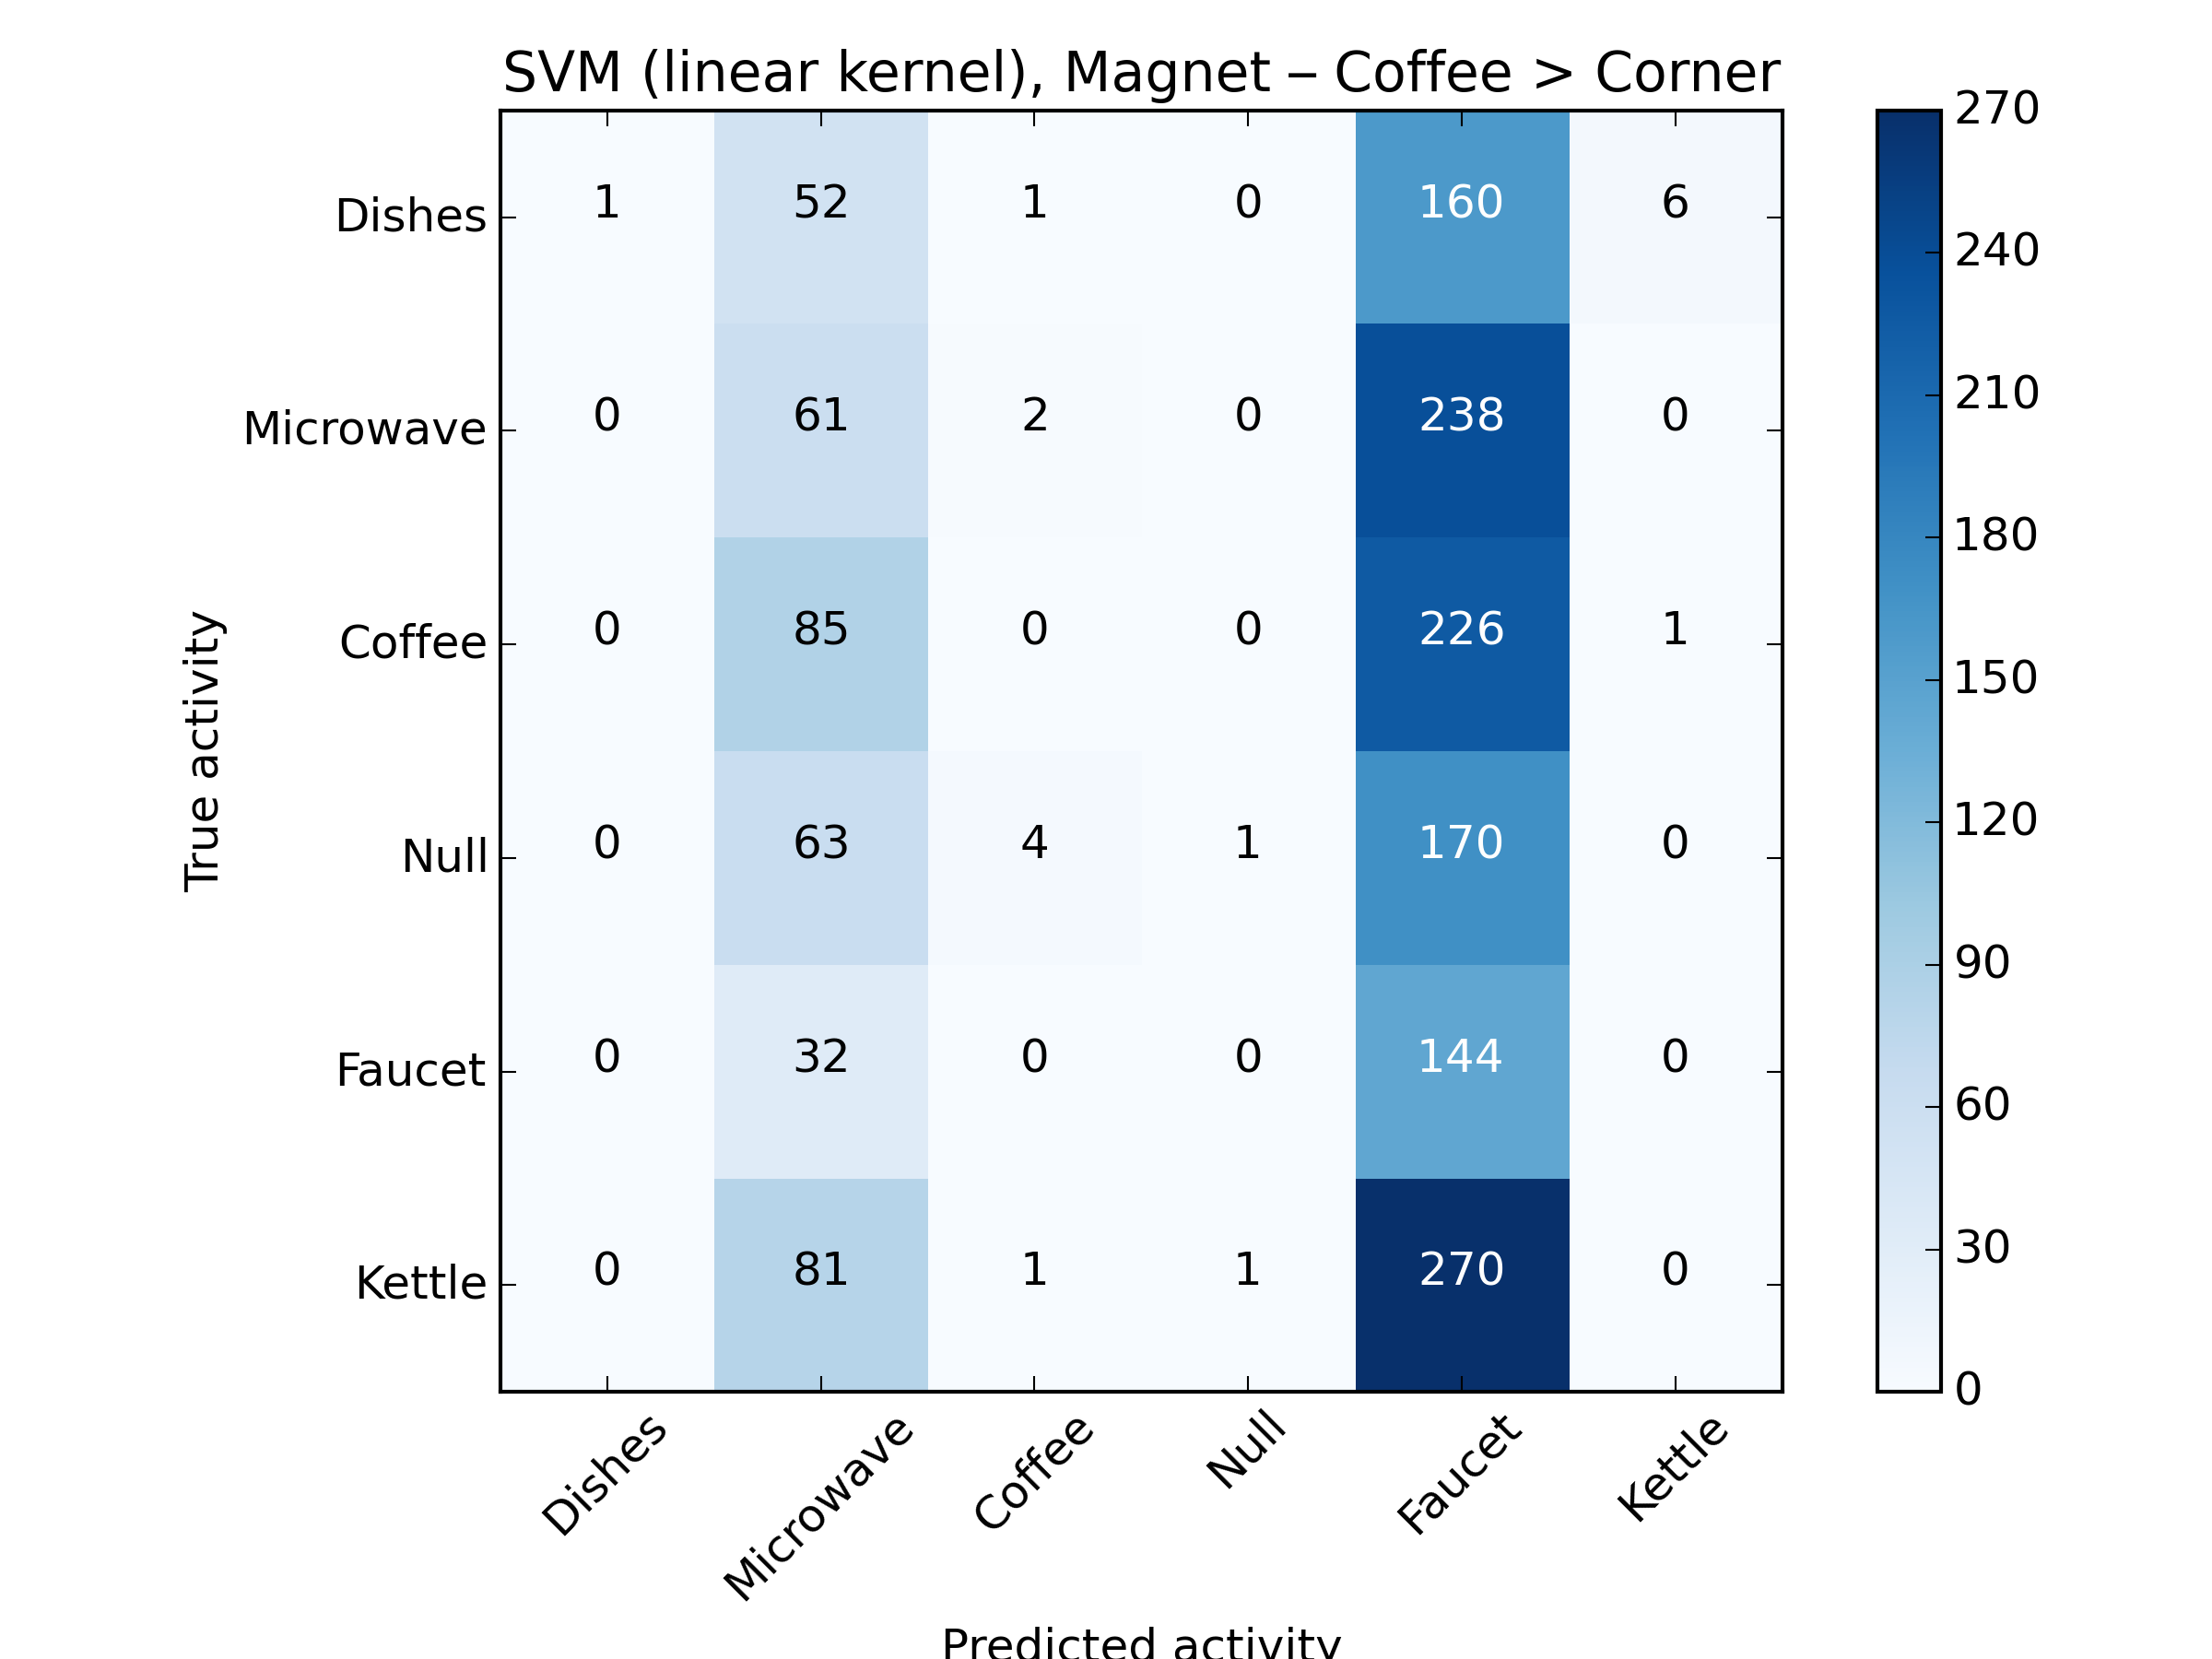 SVM (linear kernel), Magnet – Coffee > Corner
270
Dishes 1 52 1 0 160 6
240
Microwave 0 61 2 0 238 0
210
180
Coffee 0 85 0 0 226 1
150
120
Null 0 63 4 1 170 0
90
Faucet 0 32 0 0 144 0
60
30
Kettle 0 81 1 1 270 0
0
True activity
Dishes Microwave Coffee Null Faucet Kettle
Predicted activity